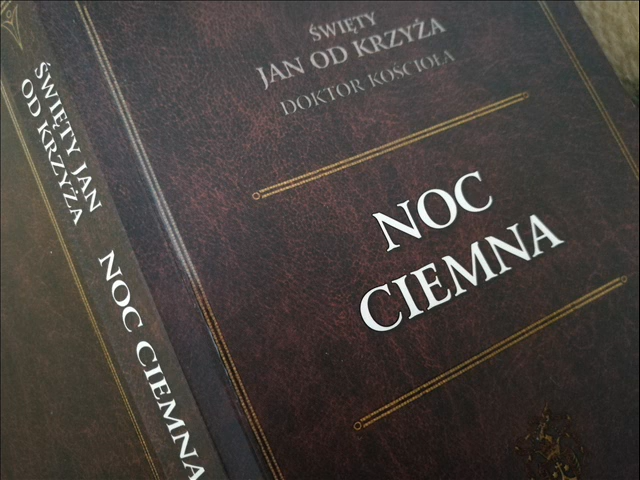 ŚWIĘTY
JAN OD KRZYŻA
DOKTOR KOŚCIOŁA
NOC
CIEMNA
ŚWIĘTY JAN
OD KRZYŻA
NOC CIEMNA